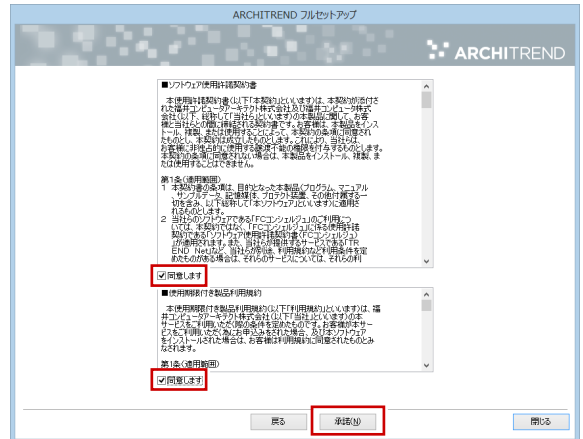 ARCHITREND フルセットアップ
ARCHITREND
■ソフトウェア使用許諾契約書
本使用許諾契約書(以下「本契約」といいます)は、本契約が添付さ
れた福井コンピュータアーキテクト株式会社及び福井コンピュータ株式
会社(以下、総称して「当社ら」といいます)の本製品に関して、お客
様と当社らとの間に締結される契約書です。お客様は、本製品をインス
トール、複製、または使用することによって、本契約の条項に同意され
たものとし、本契約は成立したものとします。これにより、当社らは、
お客様に非独占的に使用する譲渡不能の権限を付与するものとします。
本契約の条項に同意されない場合は、本製品をインストール、複製、ま
たは使用することはできません。
第1条(適用範囲)
1 本契約書の条項は、目的となった本製品(プログラム、マニュアル
、サンプルデータ、記憶媒体、プロテクト装置、その他付属する一
切を含み、以下総称して「本ソフトウェア」といいます)に適用さ
れるものとします。
2 当社らのソフトウェアである「FCコンシェルジュ」のご利用につ
いては、本契約ではなく、「FCコンシェルジュ」に係る使用許諾
契約である「ソフトウェア使用許諾契約書(FCコンシェルジュ)
」が適用されます。また、当社らが提供するサービスである「TR
END Net」など、当社らが別途、利用規約など利用条件を定
めたものがある場合は、それらのサービスについては、それらの利
同意します
■使用期限付き製品利用規約
本使用期限付き製品利用規約(以下「利用規約」といいます)は、福
井コンピュータアーキテクト株式会社(以下「当社」といいます)の本
サービスをご利用いただく際の条件を定めたものです。お客様が本サー
ビスをご利用いただく為にお申込みをされた場合、及び本ソフトウェア
をインストールされた場合は、お客様は利用規約に同意されたものとみ
なされます。
第1条(適用範囲)
同意します
戻る
承諾(N)
閉じる